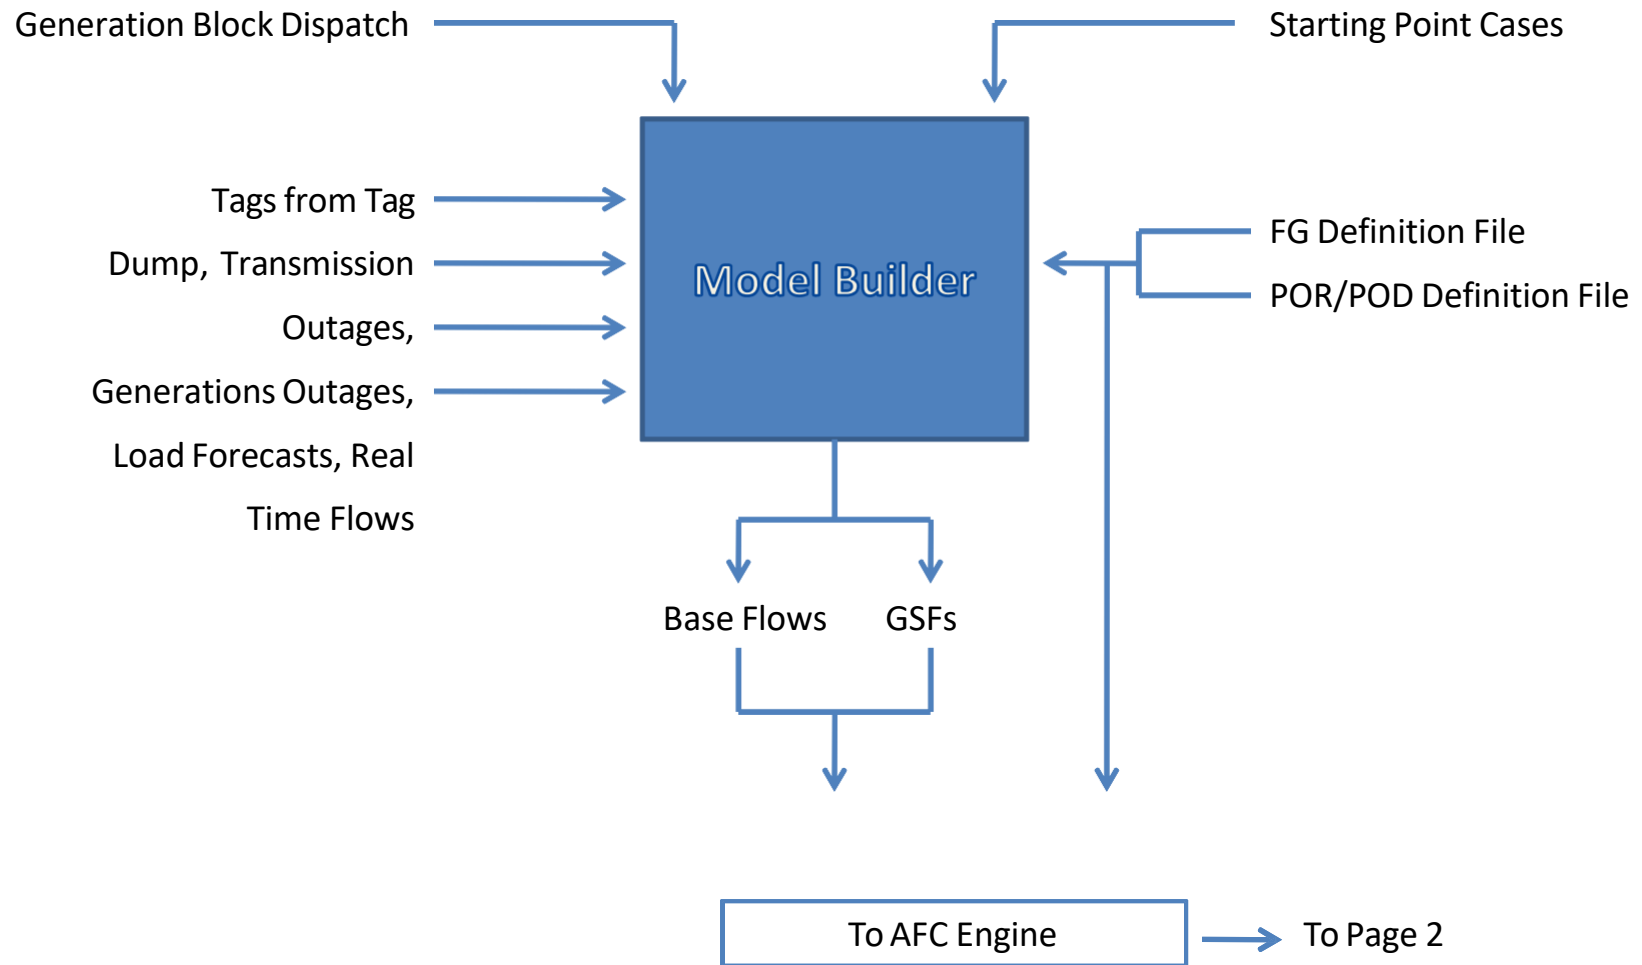 Generation Block Dispatch
Starting Point Cases
Tags from Tag
Dump, Transmission
Outages,
Generations Outages,
Load Forecasts, Real
Time Flows
Model Builder
FG Definition File
POR/POD Definition File
Base Flows
GSFs
To AFC Engine
To Page 2